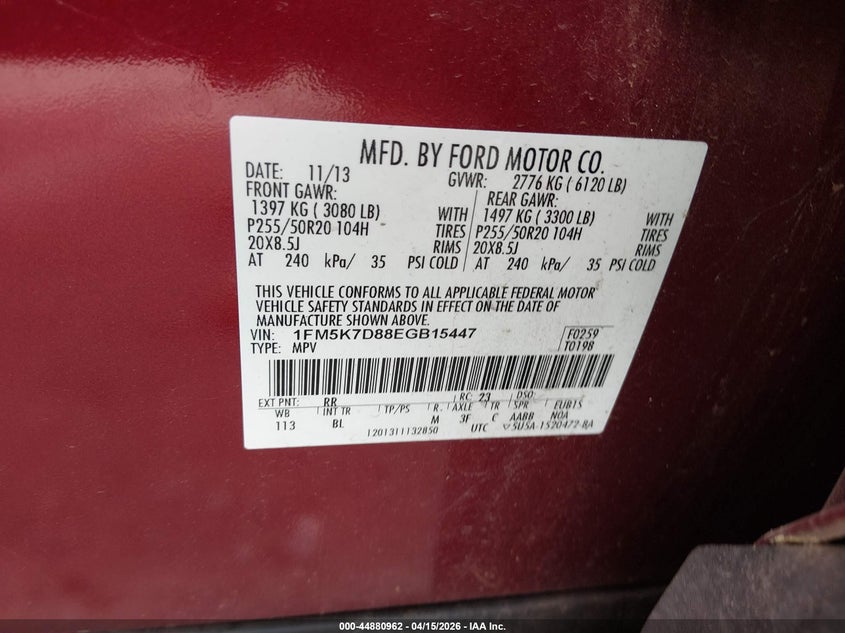 MFD. BY FORD MOTOR CO.
DATE: 11/13 GVWR: 2776 KG ( 6120 LB)
FRONT GAWR: REAR GAWR:
1397 KG ( 3080 LB) WITH 1497 KG ( 3300 LB) WITH
P255/50R20 104H TIRES P255/50R20 104H TIRES
20X8.5J RIMS 20X8.5J RIMS
AT 240 kPa/ 35 PSI COLD AT 240 kPa/ 35 PSI COLD
THIS VEHICLE CONFORMS TO ALL APPLICABLE FEDERAL MOTOR
VEHICLE SAFETY STANDARDS IN EFFECT ON THE DATE OF
MANUFACTURE SHOWN ABOVE.
VIN: 1FM5K7D88EGB15447 F0259
TYPE: MPV T0198
EXT PNT: RR RC: 23 DSO:
WB INT TR TP/PS R. AXLE TR SPR FUB15
113 BL M 3F C AABB NOA
1201311132850 UTC 5U5A-1520472-BA
000-44880962 - 04/15/2026 - IAA Inc.